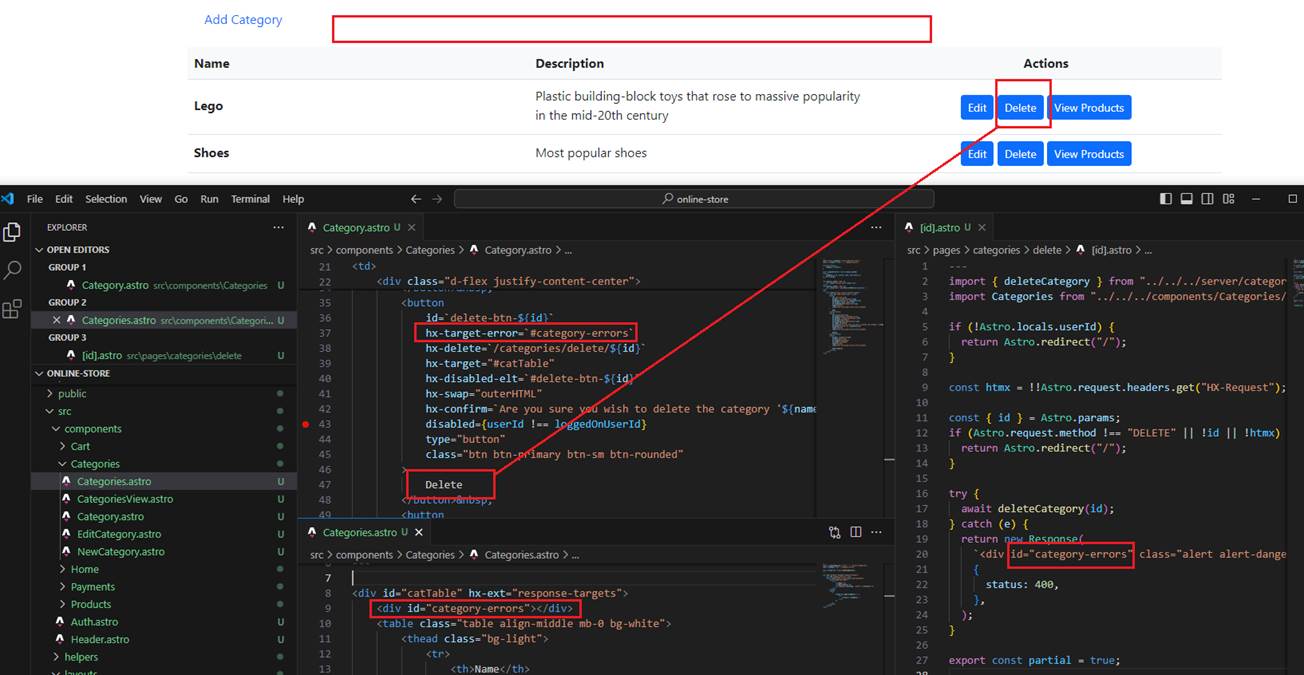 Add Category
Name Description Actions
Lego
Plastic building-block toys that rose to massive popularity
in the mid-20th century
Edit Delete View Products
Shoes Most popular shoes Edit Delete View Products
File Edit Selection View Go Run Terminal Help
online-store
EXPLORER
OPEN EDITORS
GROUP 1
Category.astro src\components\Categories U
GROUP 2
Categories.astro src\components\Categori... U
GROUP 3
[id].astro src\pages\categories\delete U
ONLINE-STORE
public
src
components
Cart
Categories
Categories.astro U
CategoriesView.astro U
Category.astro U
EditCategory.astro U
NewCategory.astro U
Home
Payments
Products
Auth.astro U
Header.astro U
helpers
layouts
Category.astro U
src > components > Categories > Category.astro > ...
21 <td>
22 <div class="d-flex justify-content-center">
35 <button
36 id=`delete-btn-${id}`
37 hx-target-error=`#category-errors`
38 hx-delete=`/categories/delete/${id}`
39 hx-target="#catTable"
40 hx-disabled-elt=`#delete-btn-${id}`
41 hx-swap="outerHTML"
42 hx-confirm=`Are you sure you wish to delete the category '${name
43 disabled={userId !== loggedOnUserId}
44 type="button"
45 class="btn btn-primary btn-sm btn-rounded"
46 >
47 Delete
48 </button>&nbsp;
49 <button
Categories.astro U
src > components > Categories > Categories.astro > ...
7
8 <div id="catTable" hx-ext="response-targets">
9 <div id="category-errors"></div>
10 <table class="table align-middle mb-0 bg-white">
11 <thead class="bg-light">
12 <tr>
13 <th>Name</th>
[id].astro U
src > pages > categories > delete > [id].astro > ...
1 ---
2 import { deleteCategory } from "../../../server/categor
3 import Categories from "../../../components/Categories/
4
5 if (!Astro.locals.userId) {
6 return Astro.redirect("/");
7 }
8
9 const htmx = !!Astro.request.headers.get("HX-Request");
10
11 const { id } = Astro.params;
12 if (Astro.request.method !== "DELETE" || !id || !htmx)
13 return Astro.redirect("/");
14 }
15
16 try {
17 await deleteCategory(id);
18 } catch (e) {
19 return new Response(
20 `<div id="category-errors" class="alert alert-dange
21 {
22 status: 400,
23 },
24 );
25 }
26
27 export const partial = true;
28